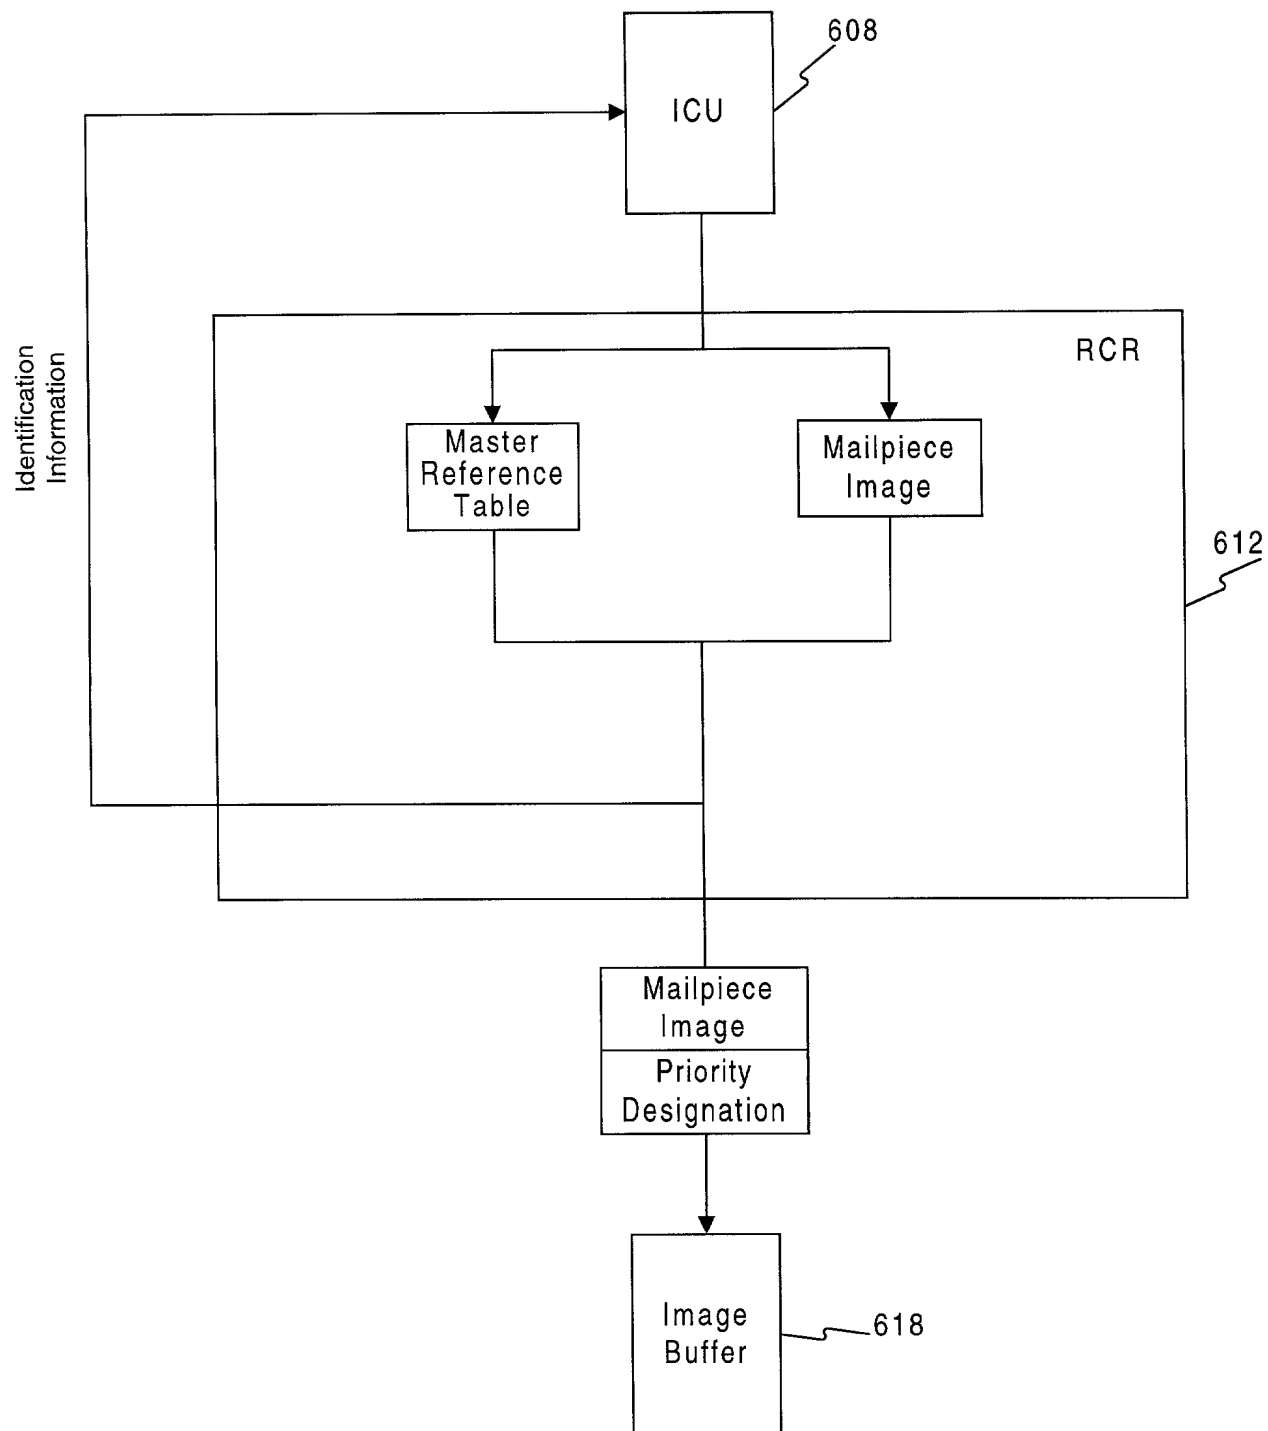 608
ICU
RCR
Identification
Information
Master
Reference
Table
Mailpiece
Image
612
Mailpiece
Image
Priority
Designation
Image
Buffer
618